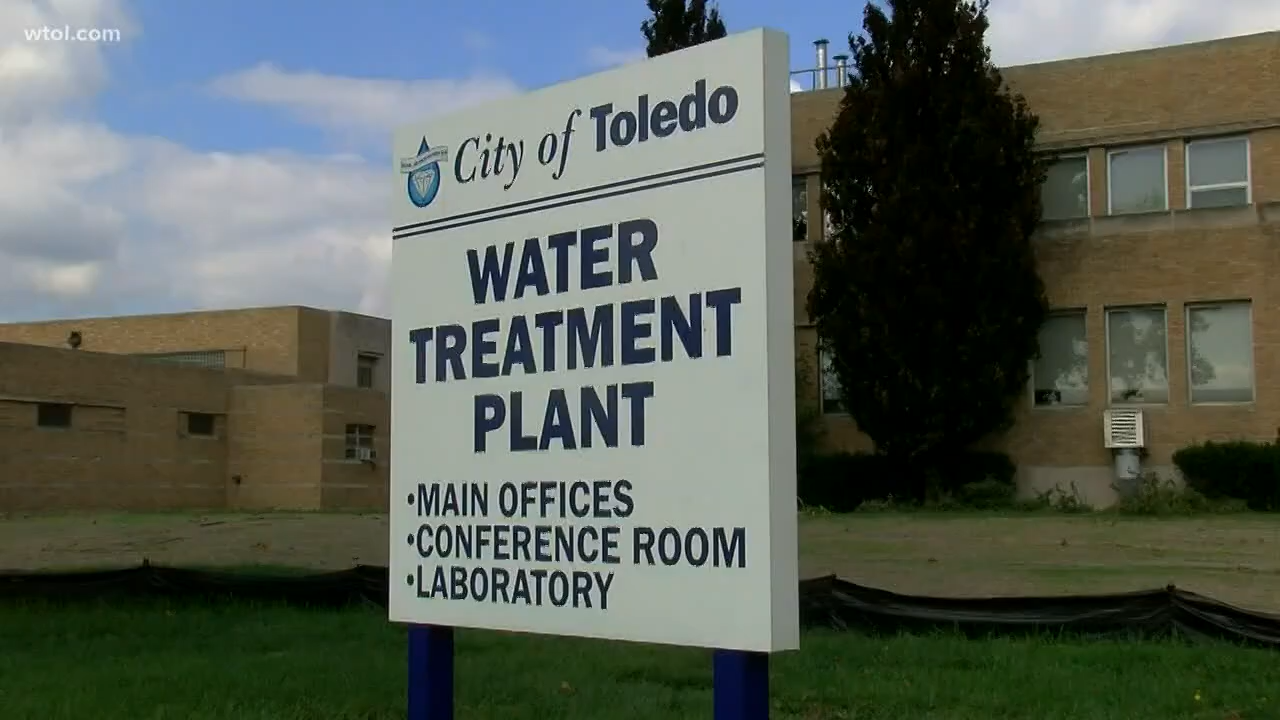 wtol.com
City of Toledo
WATER
TREATMENT
PLANT
•MAIN OFFICES
•CONFERENCE ROOM
•LABORATORY